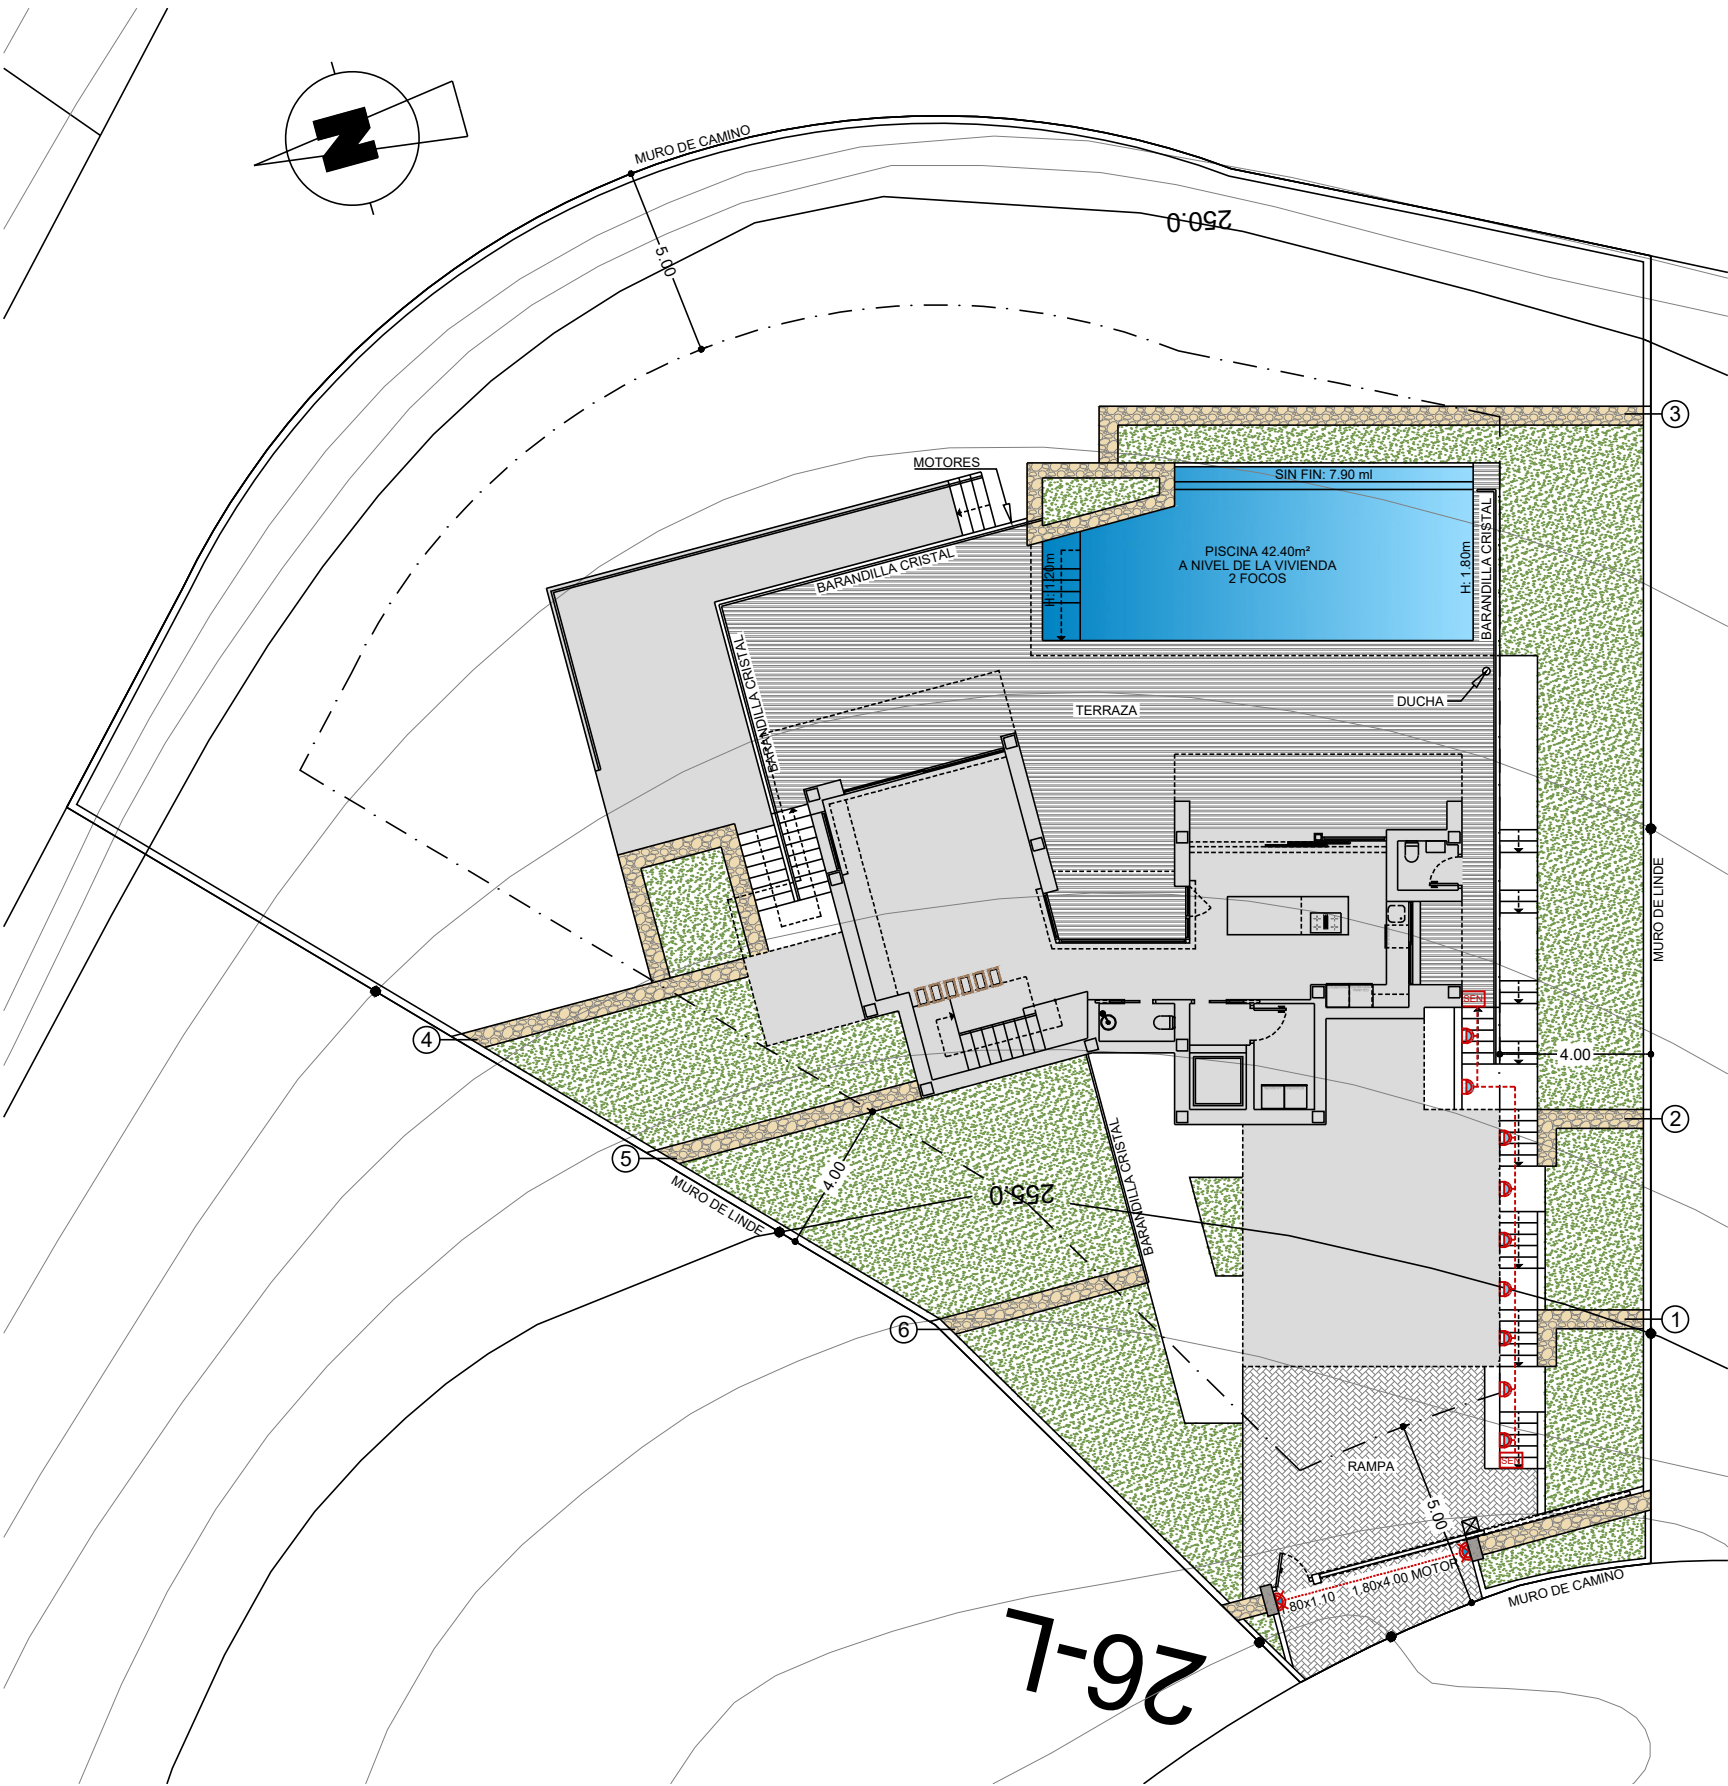 N
MURO DE CAMINO
5.00
250.0
3
MOTORES
SIN FIN: 7.90 ml
BARANDILLA CRISTAL
PISCINA 42.40m²
A NIVEL DE LA VIVIENDA
2 FOCOS
H: 1.20m
H: 1.80m
BARANDILLA CRISTAL
BARANDILLA CRISTAL
DUCHA
TERRAZA
MURO DE LINDE
SEN
4
4.00
2
5
4.00
MURO DE LINDE
255.0
BARANDILLA CRISTAL
6
1
RAMPA
SEN
5.00
80x1.10
1.80x4.00 MOTOR
MURO DE CAMINO
26-L